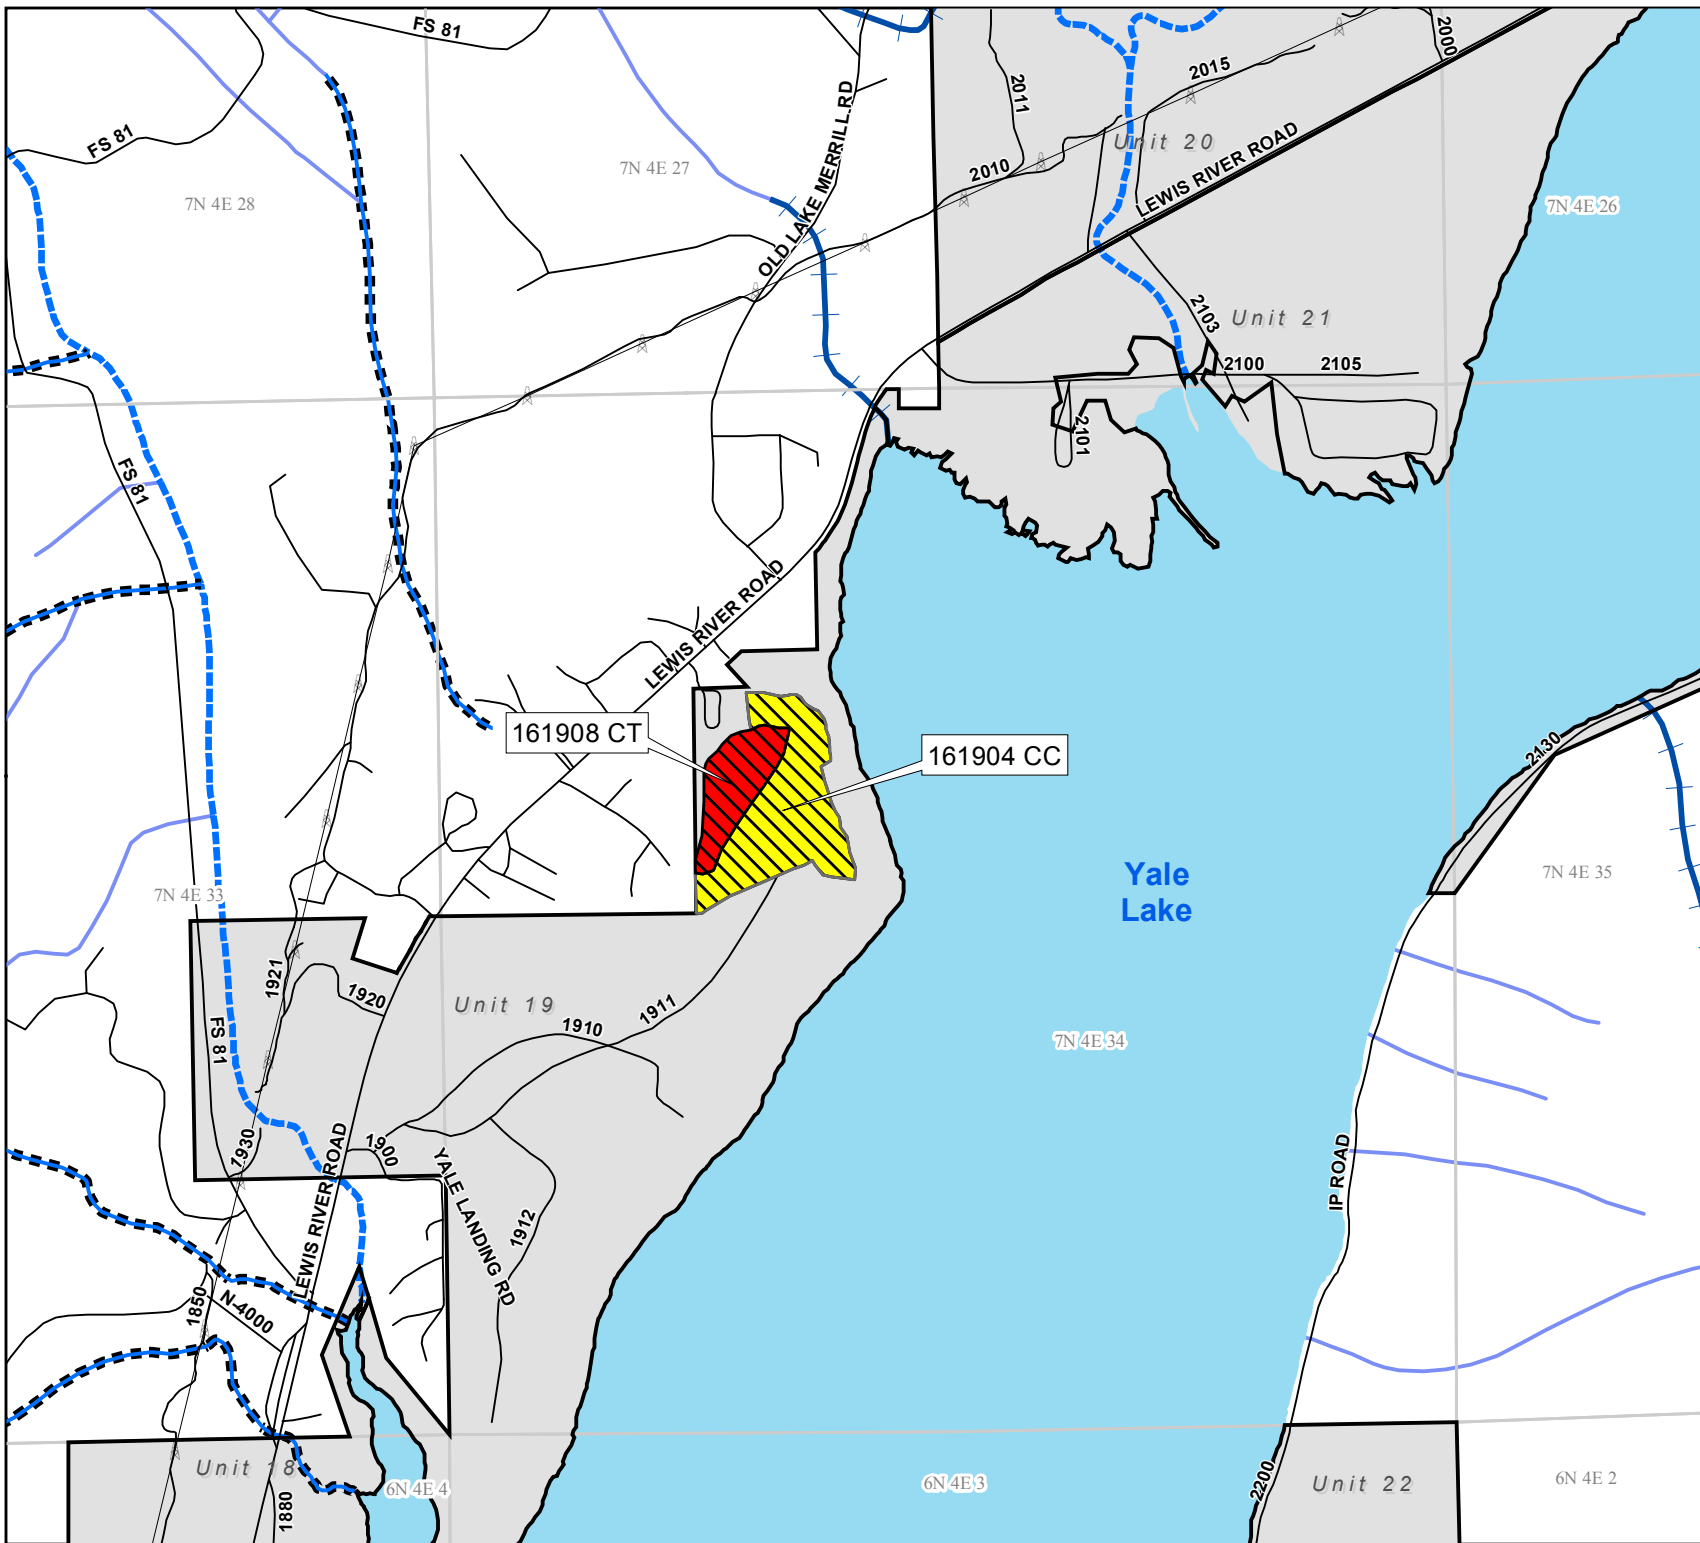 FS 81
2000
2015
2011
FS 81
OLD LAKE MERRILL RD
Unit 20
7N 4E 27
2010
LEWIS RIVER ROAD
7N 4E 28
7N 4E 26
2103
Unit 21
2100
2105
2101
FS 81
LEWIS RIVER ROAD
161908 CT
161904 CC
2130
Yale
Lake
7N 4E 35
7N 4E 33
1921
1920
Unit 19
1911
1910
FS 81
7N 4E 34
1930
LEWIS RIVER ROAD
1900
YALE LANDING RD
IP ROAD
1912
1850
N-4000
Unit 18
6N 4E 4
6N 4E 3
2200
Unit 22
6N 4E 2
1880